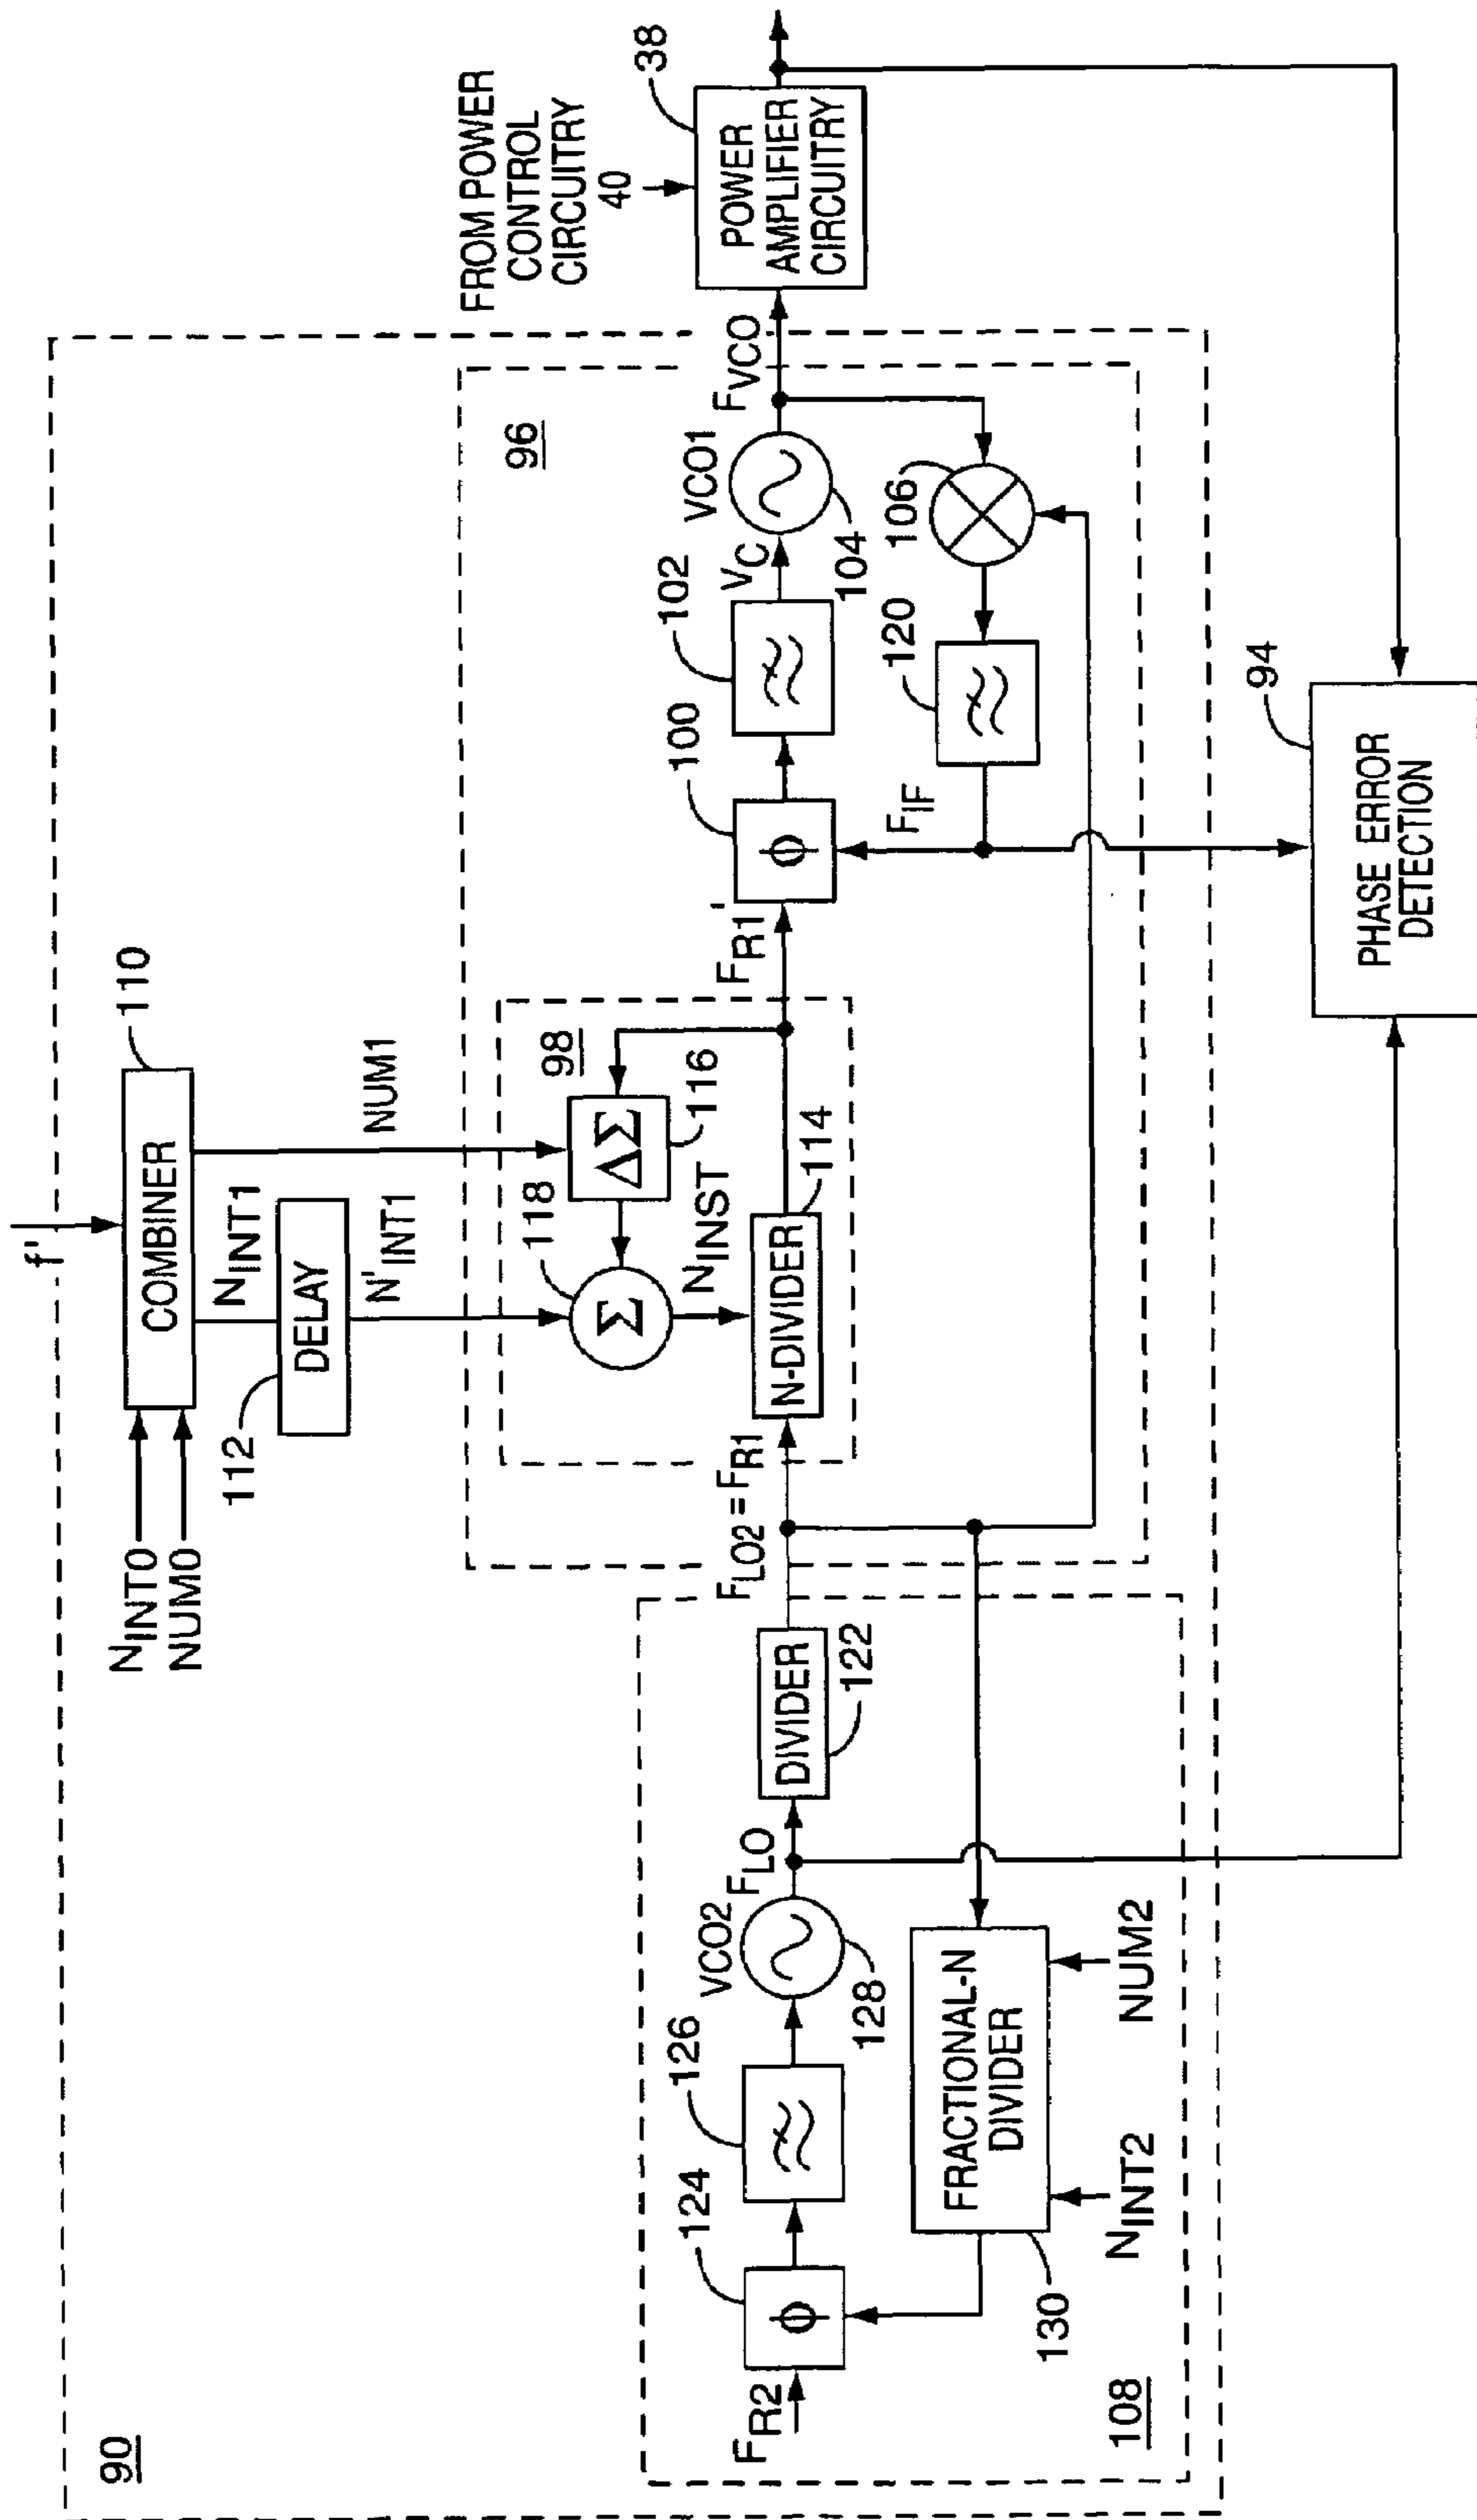 90
f'
COMBINER
110
N_INT0
NUM0
N_INT1
NUM1
DELAY
112
N'_INT1
FROM POWER
CONTROL
CIRCUITRY
40
38
POWER
AMPLIFIER
CIRCUITRY
96
98
ΔΣ
116
118
Σ
N_INST
N-DIVIDER
114
F_LO2 = F_R1
F_R1'
100
ϕ
102
V_C
VCO1
104
F_VCO
106
120
F_IF
F_R2
124
ϕ
126
VCO2
128
F_LO
DIVIDER
122
FRACTIONAL-N
DIVIDER
130
N_INT2
NUM2
108
94
PHASE ERROR
DETECTION